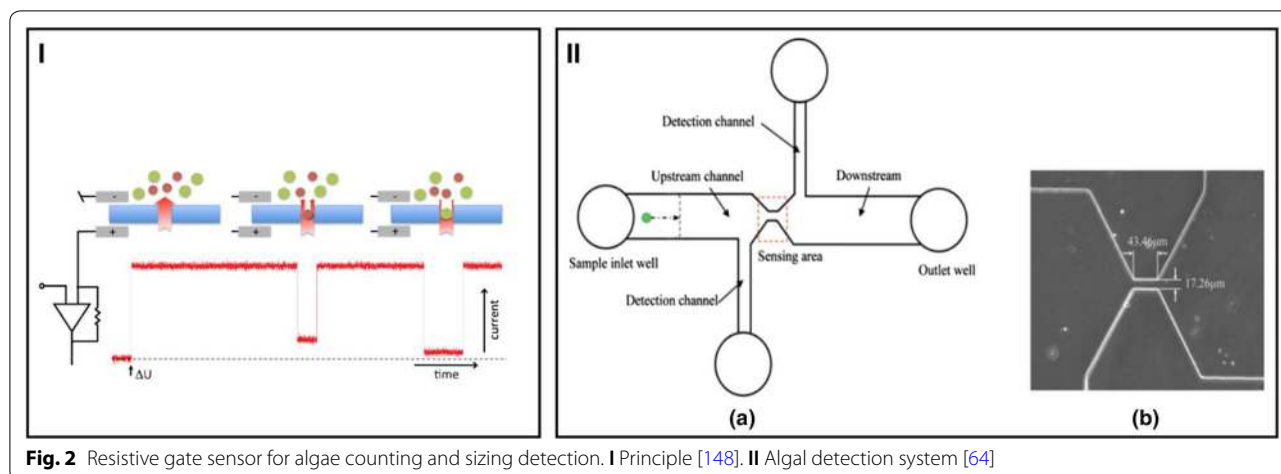 I
-
+
-
+
-
+
current
time
ΔU
II
Detection channel
Upstream channel
Downstream
Sample inlet well
Sensing area
Outlet well
Detection channel
(a)
43.46μm
17.26μm
(b)
Fig. 2 Resistive gate sensor for algae counting and sizing detection. I Principle [148]. II Algal detection system [64]